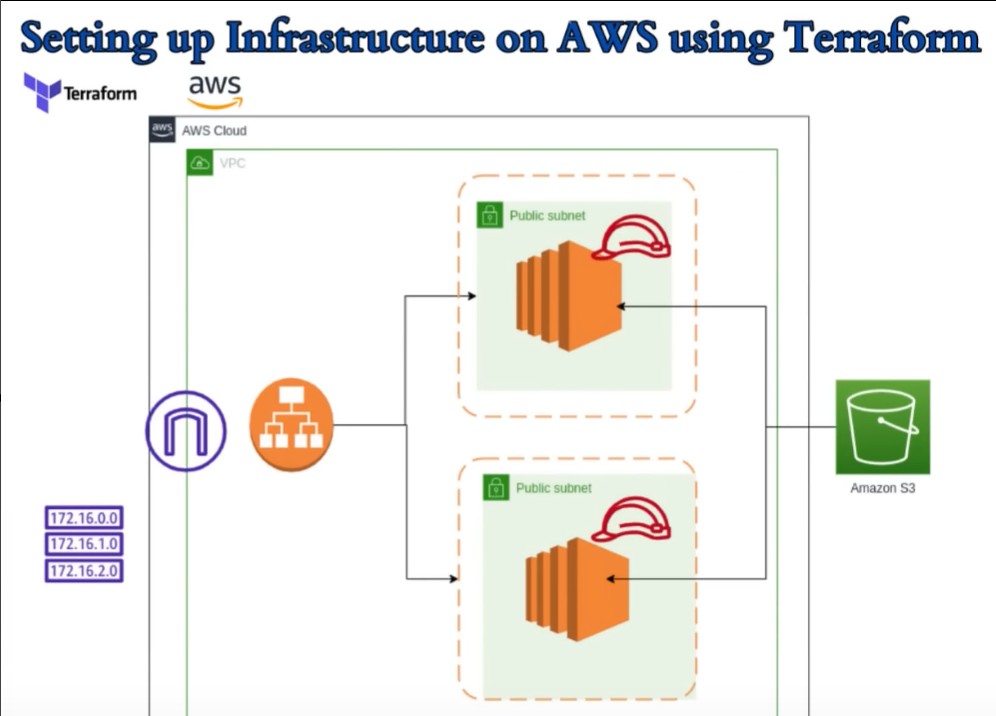 Setting up Infrastructure on AWS using Terraform
Terraform
aws
aws
AWS Cloud
VPC
Public subnet
Public subnet
Amazon S3
172.16.0.0
172.16.1.0
172.16.2.0